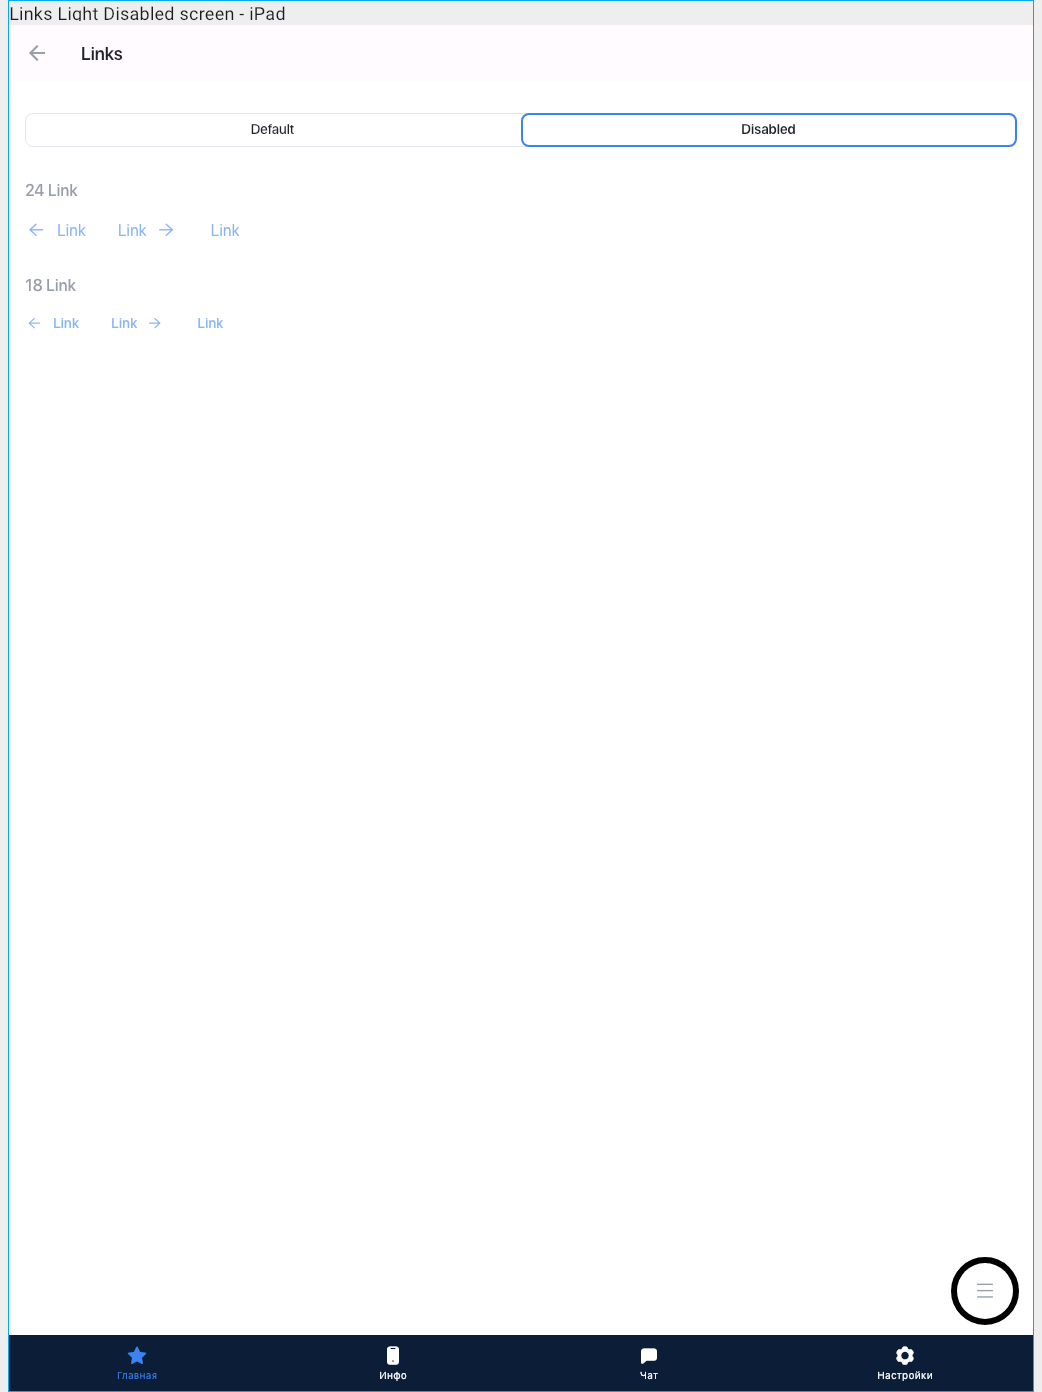 Links Light Disabled screen - iPad
Links
Default Disabled
24 Link
Link Link Link
18 Link
Link Link Link
Главная Инфо Чат Настройки